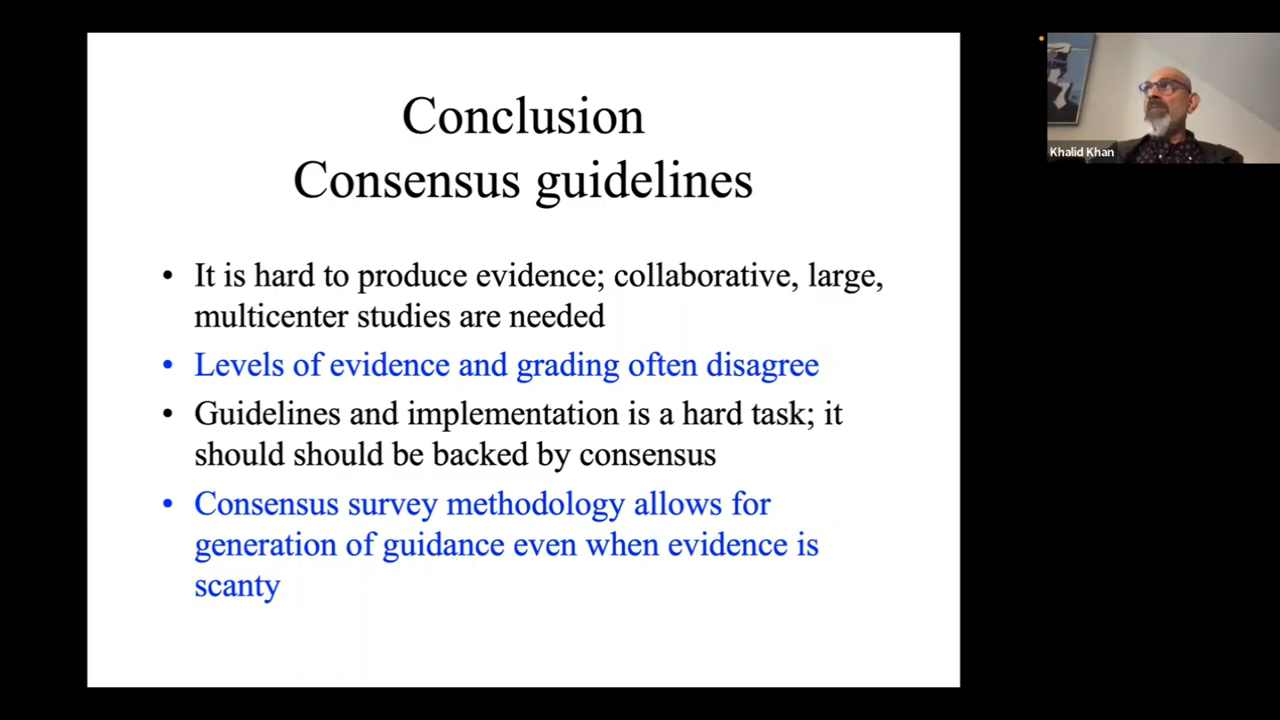 Conclusion
Consensus guidelines
• It is hard to produce evidence; collaborative, large,
multicenter studies are needed
• Levels of evidence and grading often disagree
• Guidelines and implementation is a hard task; it
should should be backed by consensus
• Consensus survey methodology allows for
generation of guidance even when evidence is
scanty
Khalid Khan